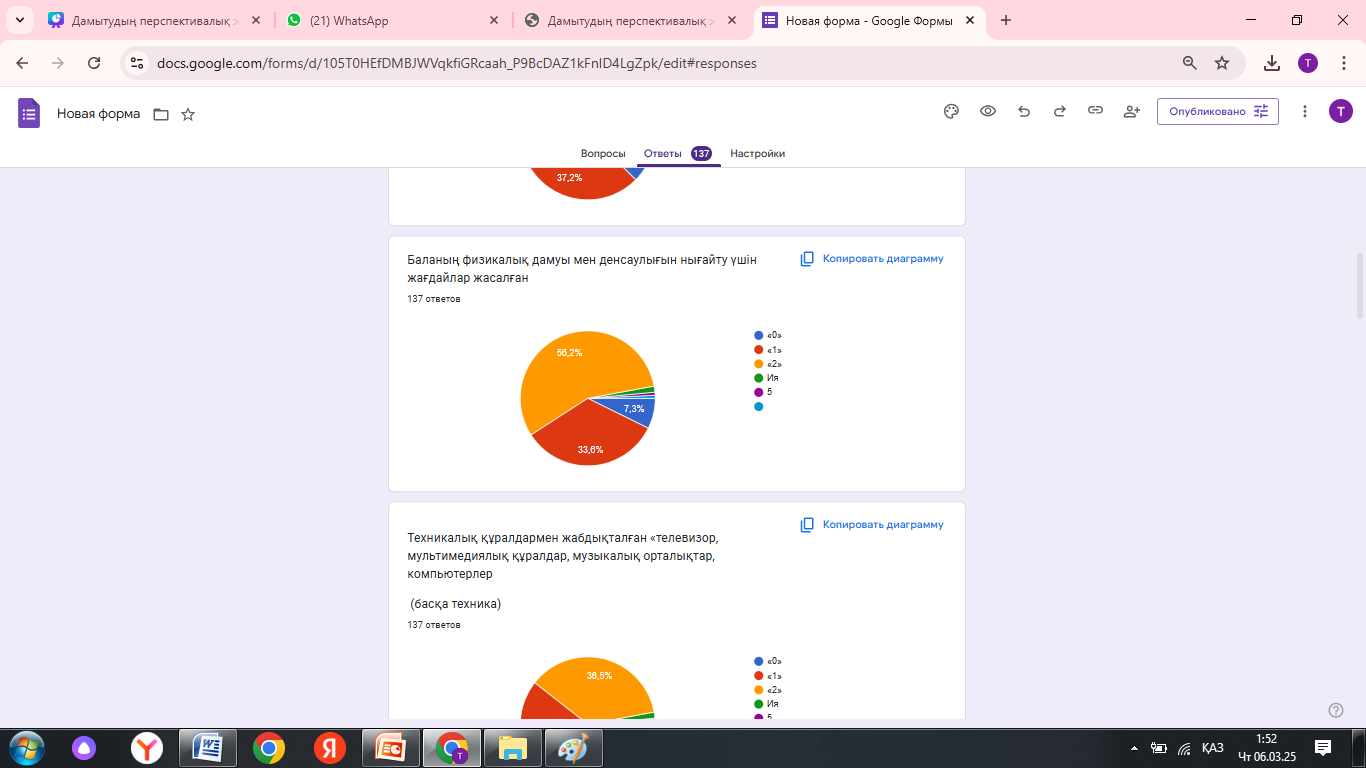 Дамытудың перспективалық ж
(21) WhatsApp
Дамытудың перспективалық ж
Новая форма - Google Формы
docs.google.com/forms/d/105T0HEfDMBJWVqkfiGRcaah_P9BcDAZ1kFnlD4LgZpk/edit#responses
T
Новая форма
Опубликовано
T
Вопросы
Ответы 137
Настройки
37,2%
Баланың физикалық дамуы мен денсаулығын нығайту үшін
жағдайлар жасалған
Копировать диаграмму
137 ответов
56,2%
7,3%
33,6%
«0»
«1»
«2»
Ия
5
Копировать диаграмму
Техникалық құралдармен жабдықталған «телевизор,
мультимедиялық құралдар, музыкалық орталықтар,
компьютерлер
(басқа техника)
137 ответов
36,5%
«0»
«1»
«2»
Ия
5
ҚАЗ
1:52
Чт 06.03.25